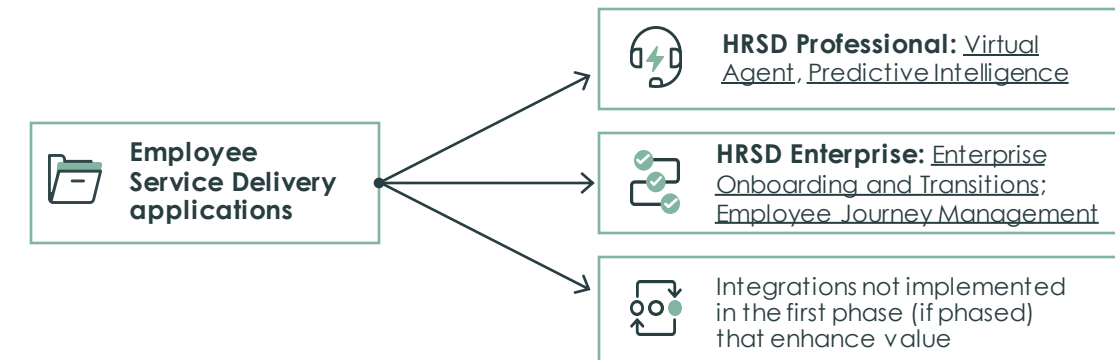 Employee
Service Delivery
applications
HRSD Professional: Virtual
Agent, Predictive Intelligence
HRSD Enterprise: Enterprise
Onboarding and Transitions;
Employee Journey Management
Integrations not implemented
in the first phase (if phased)
that enhance value